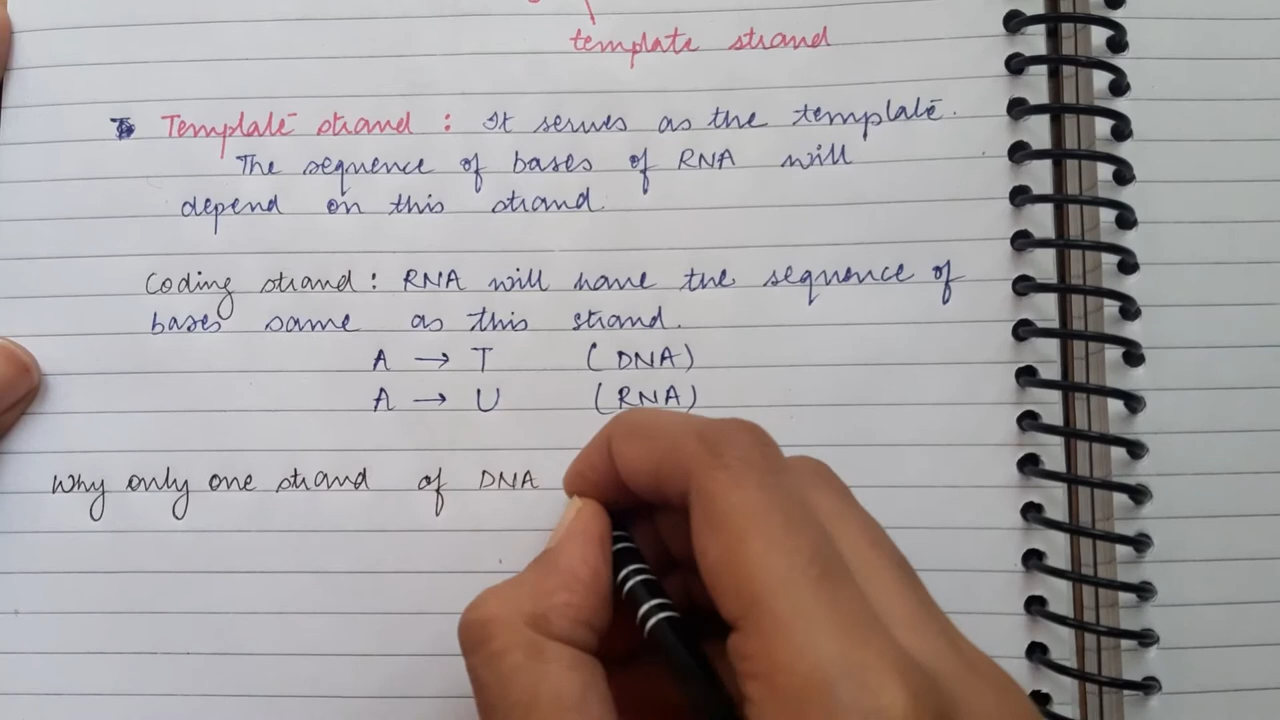 template strand
Template strand : It serves as the template.
The sequence of bases of RNA will
depend on this strand.
Coding strand : RNA will have the sequence of
bases same as this strand.
A → T (DNA)
A → U (RNA)
Why only one strand of DNA